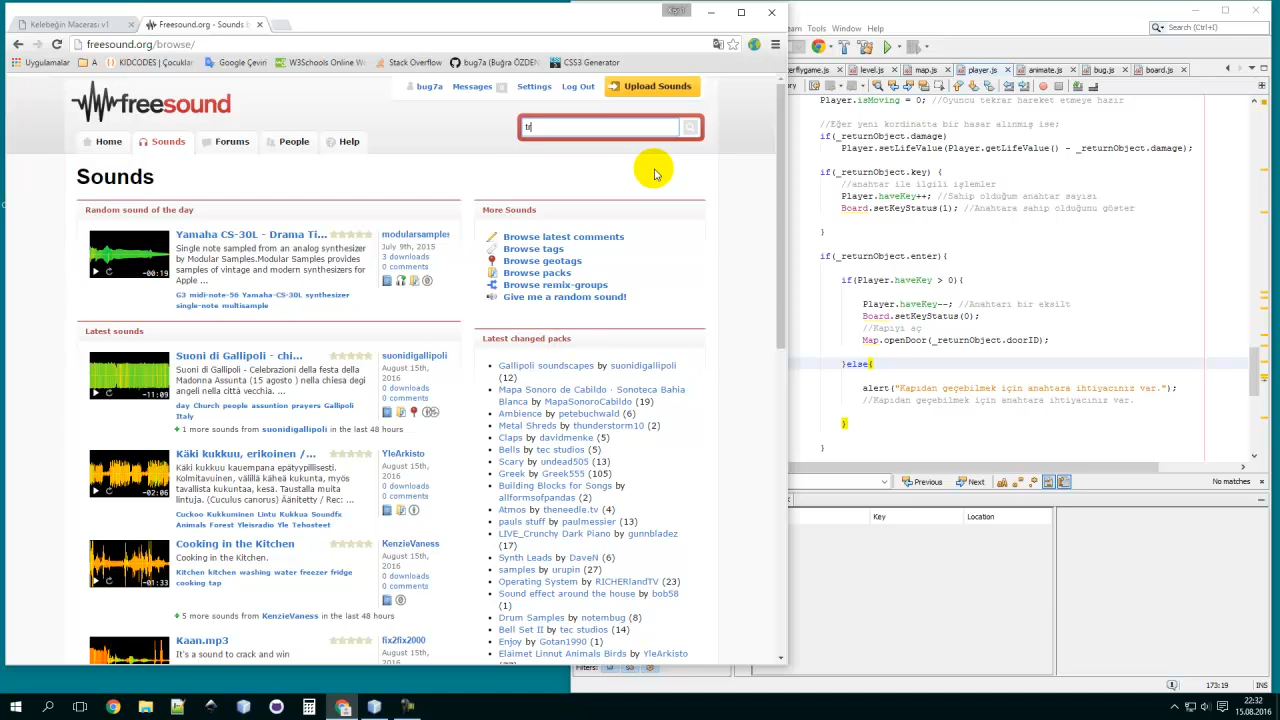 Kelebeğin Macerası v1
Freesound.org - Sounds b
freesound.org/browse/
Uygulamalar
A
KIDCODES [Çocuklar
Google Çeviri
W3Schools Online W
Stack Overflow
bug7a (Buğra ÖZDEN
CSS3 Generator
freesound
bug7a
Messages
Settings
Log Out
Upload Sounds
Home
Sounds
Forums
People
Help
Sounds
Random sound of the day
Yamaha CS-30L - Drama Ti...
Single note sampled from an analog synthesizer
by Modular Samples.Modular Samples provides
samples of vintage and modern synthesizers for
Apple ...
G3 midi-note-56 Yamaha-CS-30L synthesizer
single-note multisample
-00:19
modularsamples
July 9th, 2015
3 downloads
0 comments
Latest sounds
Suoni di Gallipoli - chi...
Suoni di Gallipoli - Celebrazioni della festa della
Madonna Assunta (15 agosto ) nella chiesa degli
angeli nella città vecchia. ...
day Church people assuntion prayers Gallipoli
Italy
-11:09
suonidigallipoli
August 15th,
2016
0 downloads
0 comments
1 more sounds from suonidigallipoli in the last 48 hours
Käki kukkuu, erikoinen /...
Käki kukkuu kauempana epätyypillisesti.
Kolmitavuinen, välillä käheä kukunta, myös
tavallista kukuntaa, kesä. Taustalla muita
lintuja. (Cuculus canorus) Äänitetty / Rec: ...
Cuckoo Kukkuminen Lintu Kukkua Soundfx
Animals Forest Yleisradio Yle Tehosteet
-02:06
YleArkisto
August 15th,
2016
0 downloads
0 comments
Cooking in the Kitchen
Cooking in the Kitchen.
Kitchen kitchen washing water freezer fridge
cooking tap
-01:33
KenzieVaness
August 15th,
2016
0 downloads
0 comments
5 more sounds from KenzieVaness in the last 48 hours
Kaan.mp3
It's a sound to crack and win
fix2fix2000
August 15th,
More Sounds
Browse latest comments
Browse tags
Browse geotags
Browse packs
Browse remix-groups
Give me a random sound!
Latest changed packs
Gallipoli soundscapes by suonidigallipoli
(12)
Mapa Sonoro de Cabildo · Sonoteca Bahia
Blanca by MapaSonoroCabildo (19)
Ambience by petebuchwald (6)
Metal Shreds by thunderstorm10 (2)
Claps by davidmenke (5)
Bells by tec studios (5)
Scary by undead505 (13)
Greek by Greek555 (105)
Building Blocks for Songs by
allformsofpandas (2)
Atmos by theneedle.tv (4)
pauls stuff by paulmessier (13)
LIVE_Crunchy Dark Piano by gunnbladez
(17)
Synth Leads by DaveN (6)
samples by urupin (27)
Operating System by RICHERlandTV (23)
Sound effect around the house by bob58
(1)
Drum Samples by notembug (8)
Bell Set II by tec studios (14)
Enjoy by Gotan1990 (1)
Elaimet Linnut Animals Birds by YleArkisto
eam Tools Window Help
Search (Ctrl+I)
erflygame.js
level.js
map.js
player.js
animate.js
bug.js
board.js
Player.isMoving = 0; //Oyuncu tekrar hareket etmeye hazır
//Eğer yeni kordinatta bir hasar alınmış ise;
if(_returnObject.damage)
Player.setLifeValue(Player.getLifeValue() - _returnObject.damage);
if(_returnObject.key) {
//anahtar ile ilgili işlemler
Player.haveKey++; //Sahip olduğum anahtar sayısı
Board.setKeyStatus(1); //Anahtara sahip olduğunu göster
}
if(_returnObject.enter){
if(Player.haveKey > 0){
Player.haveKey--; //Anahtarı bir eksilt
Board.setKeyStatus(0);
//Kapıyı aç
Map.openDoor(_returnObject.doorID);
}else{
alert("Kapıdan geçebilmek için anahtara ihtiyacınız var.");
//Kapıdan geçebilmek için anahtara ihtiyacınız var.
}
}
Previous
Next
No matches
Key
Location
Filters:
173:19
INS
22:32
15.08.2016